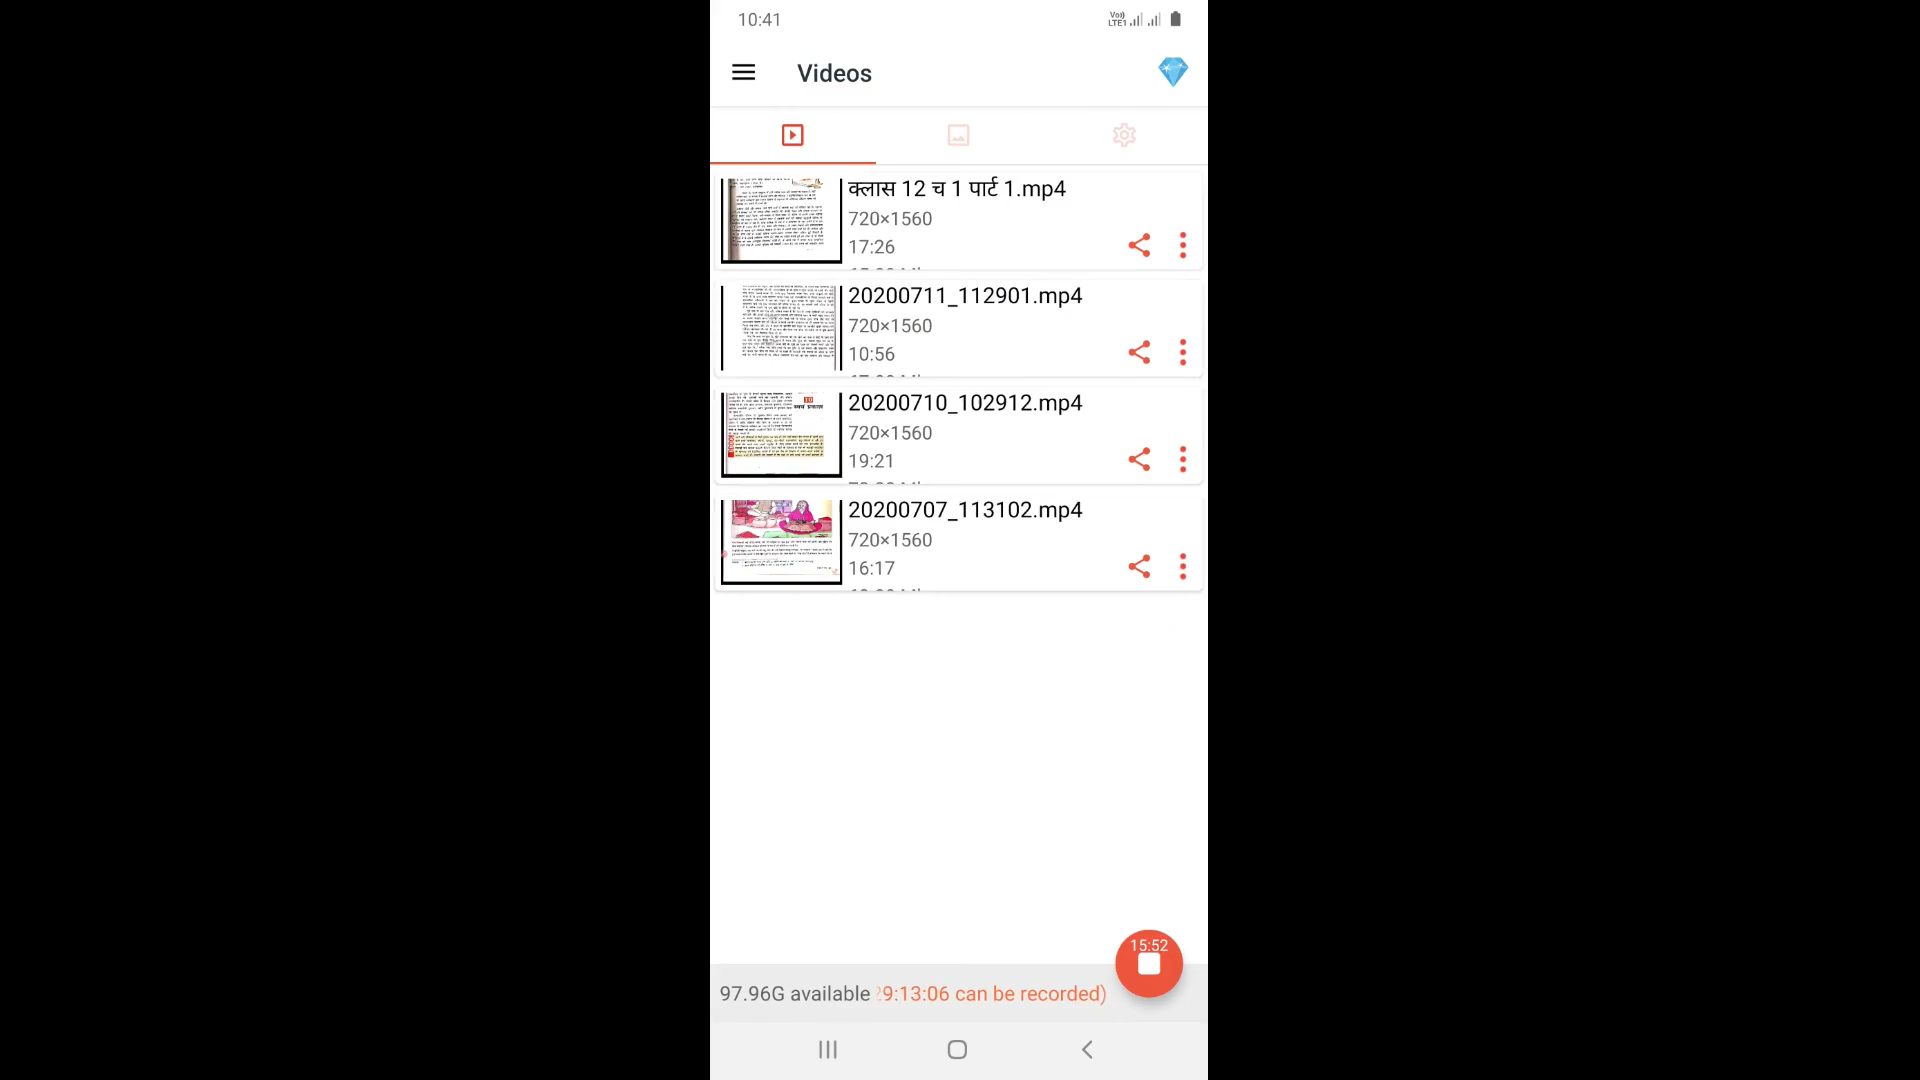 10:41
Videos
क्लास 12 च 1 पार्ट 1.mp4
720×1560
17:26
20200711_112901.mp4
720×1560
10:56
20200710_102912.mp4
720×1560
19:21
20200707_113102.mp4
720×1560
16:17
15:52
97.96G available 9:13:06 can be recorded)